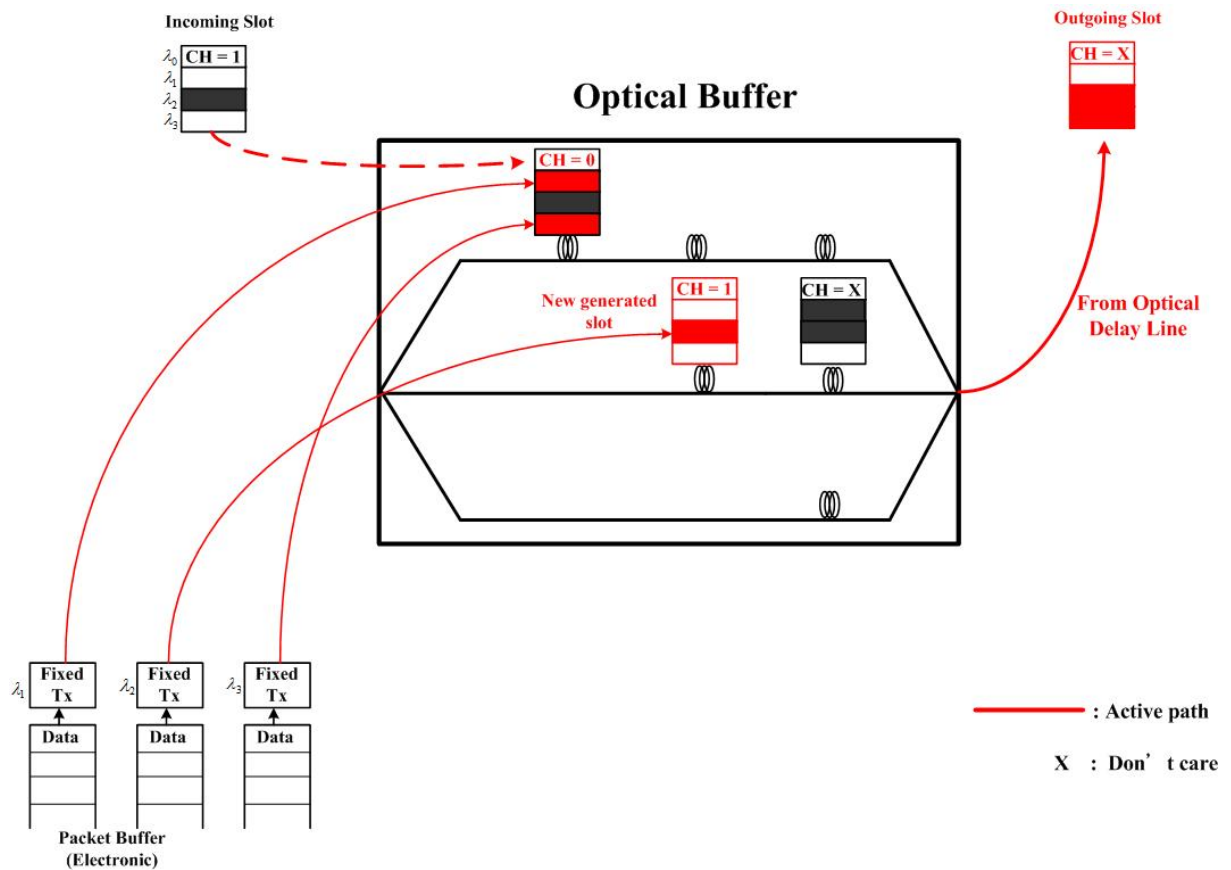 Incoming Slot
λ₀ CH = 1
λ₁
λ₂
λ₃
Outgoing Slot
CH = X
Optical Buffer
CH = 0
New generated
slot
CH = 1
CH = X
From Optical
Delay Line
λ₁ Fixed
Tx
λ₂ Fixed
Tx
λ₃ Fixed
Tx
Data
Data
Data
Packet Buffer
(Electronic)
: Active path
X : Don’ t care